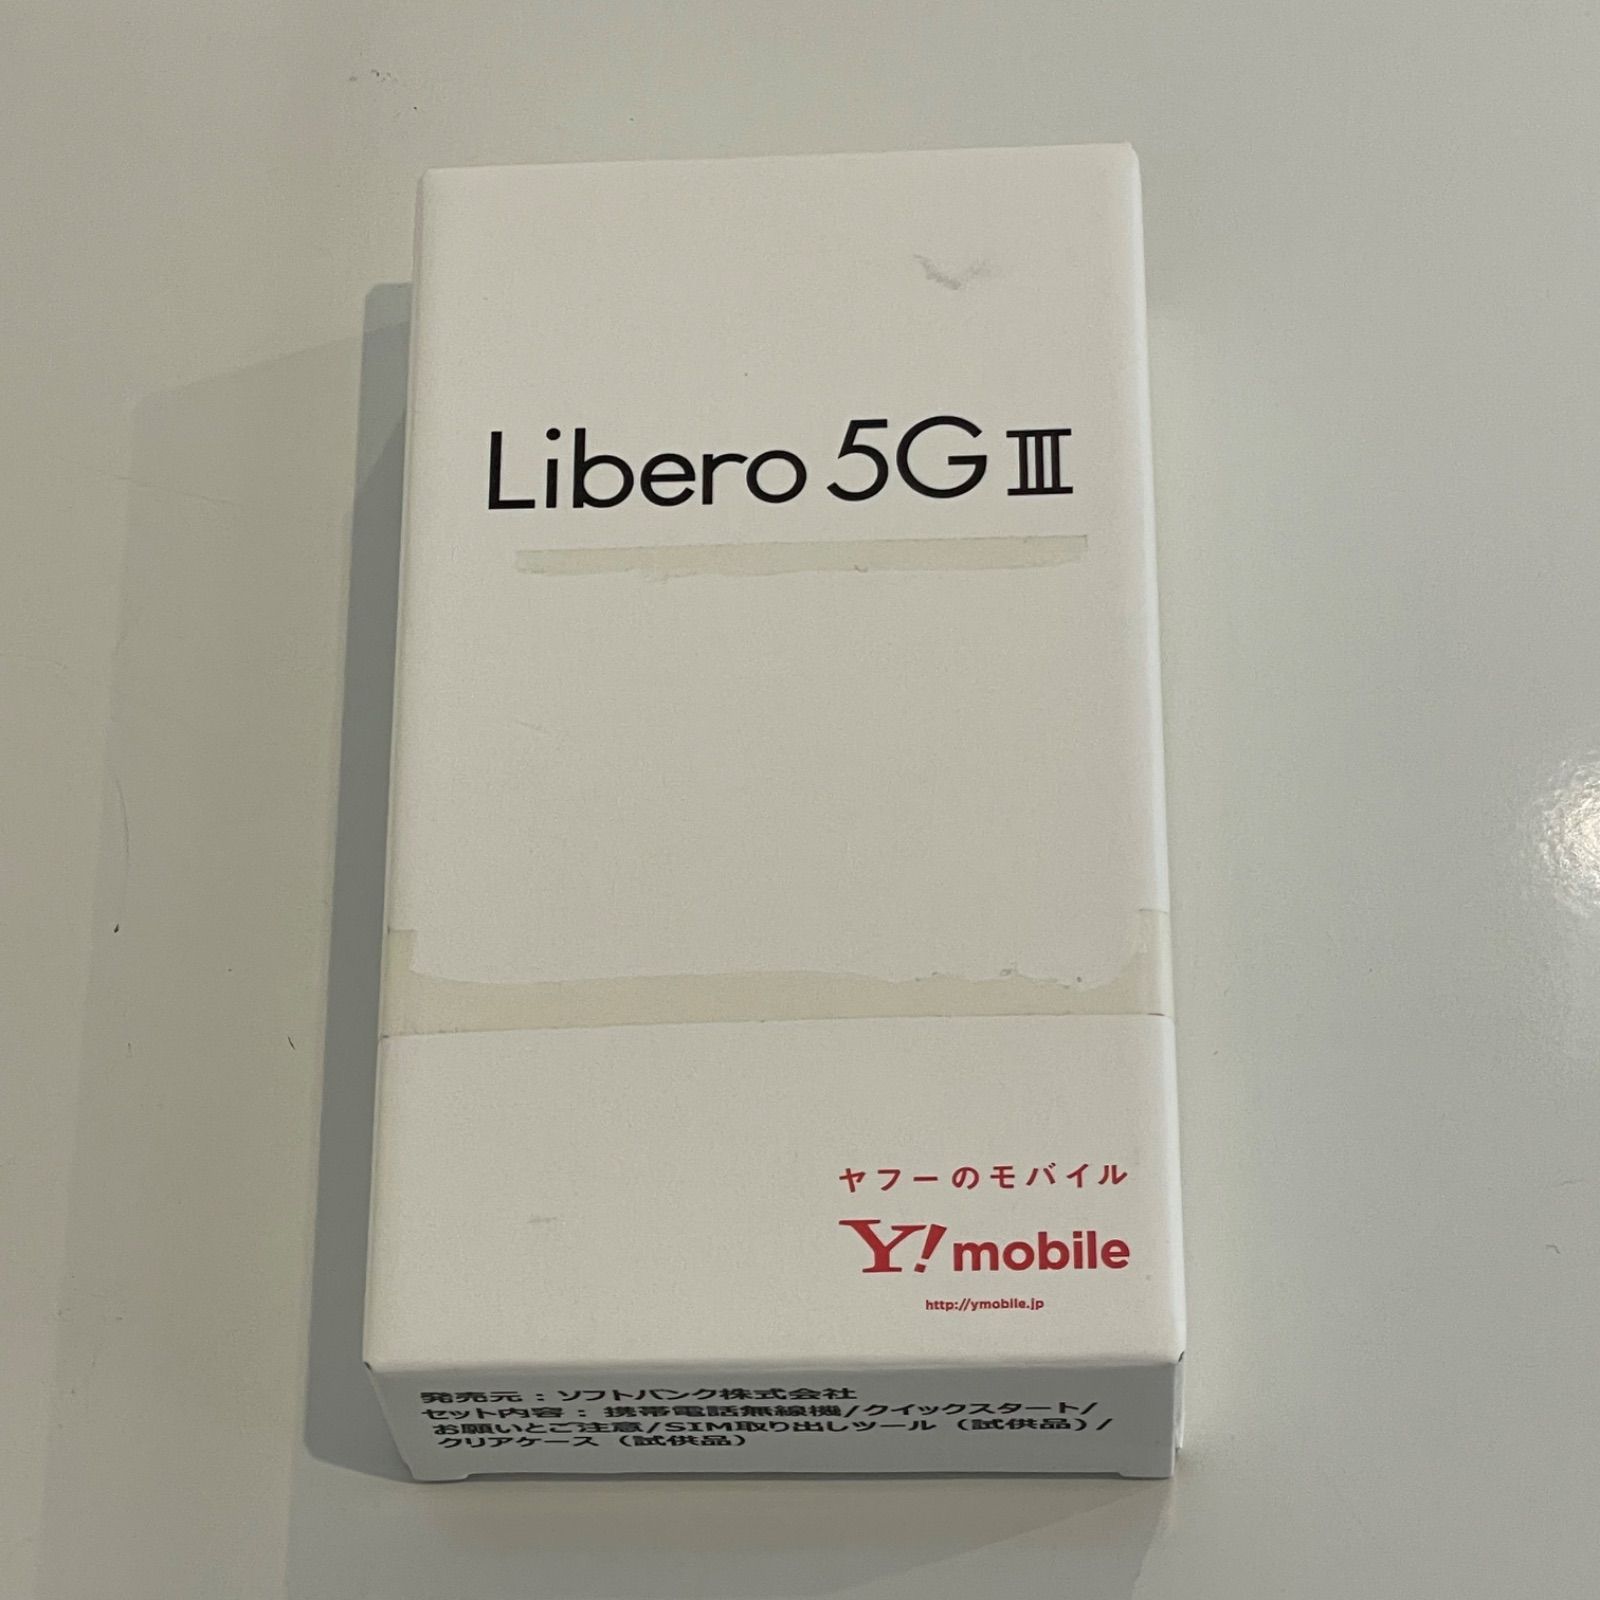 Libero 5G III
ヤフーのモバイル
Y! mobile
http://ymobile.jp
発売元：ソフトバンク株式会社
セット内容：携帯電話無線機/クイックスタート/
お願いとご注意/SIM取り出しツール（試供品）/
クリアケース（試供品）